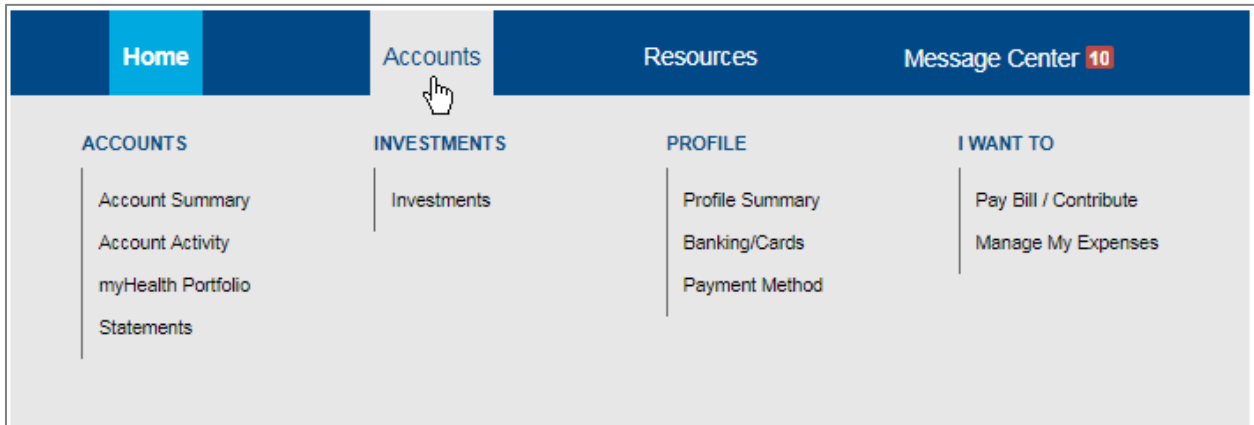 Home
Accounts
Resources
Message Center 10
ACCOUNTS
Account Summary
Account Activity
myHealth Portfolio
Statements
INVESTMENTS
Investments
PROFILE
Profile Summary
Banking/Cards
Payment Method
I WANT TO
Pay Bill / Contribute
Manage My Expenses